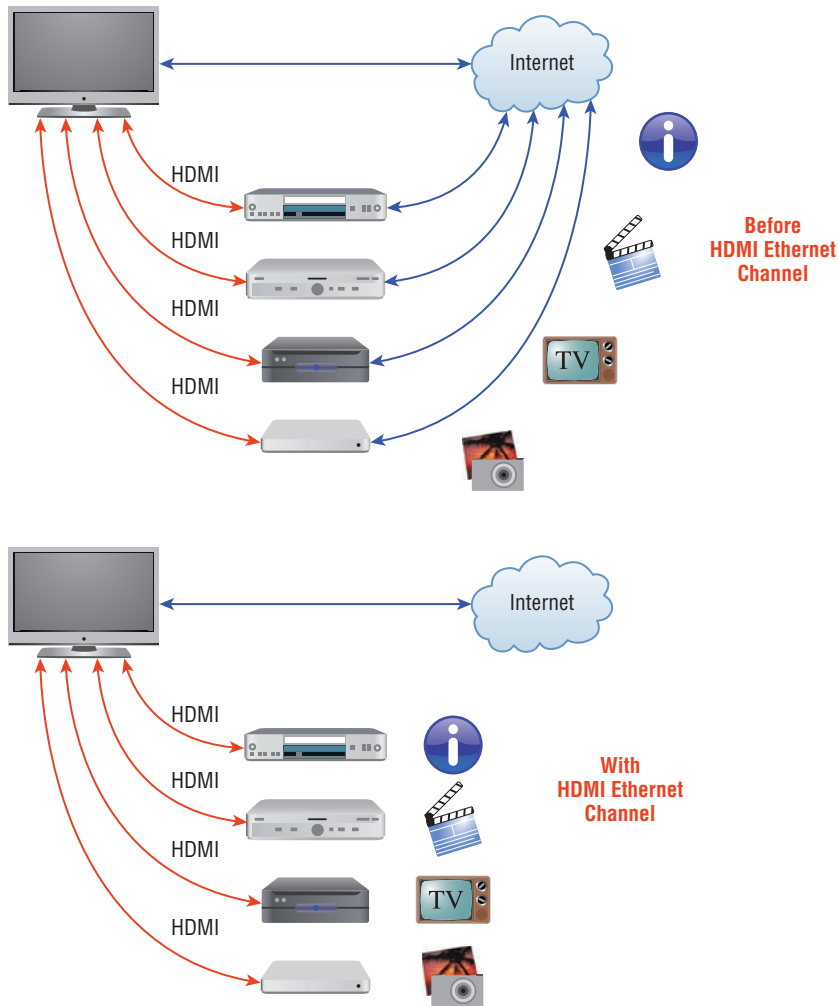 Internet
HDMI
HDMI
Before
HDMI Ethernet
Channel
HDMI
TV
HDMI
Internet
HDMI
HDMI
With
HDMI Ethernet
Channel
HDMI
TV
HDMI